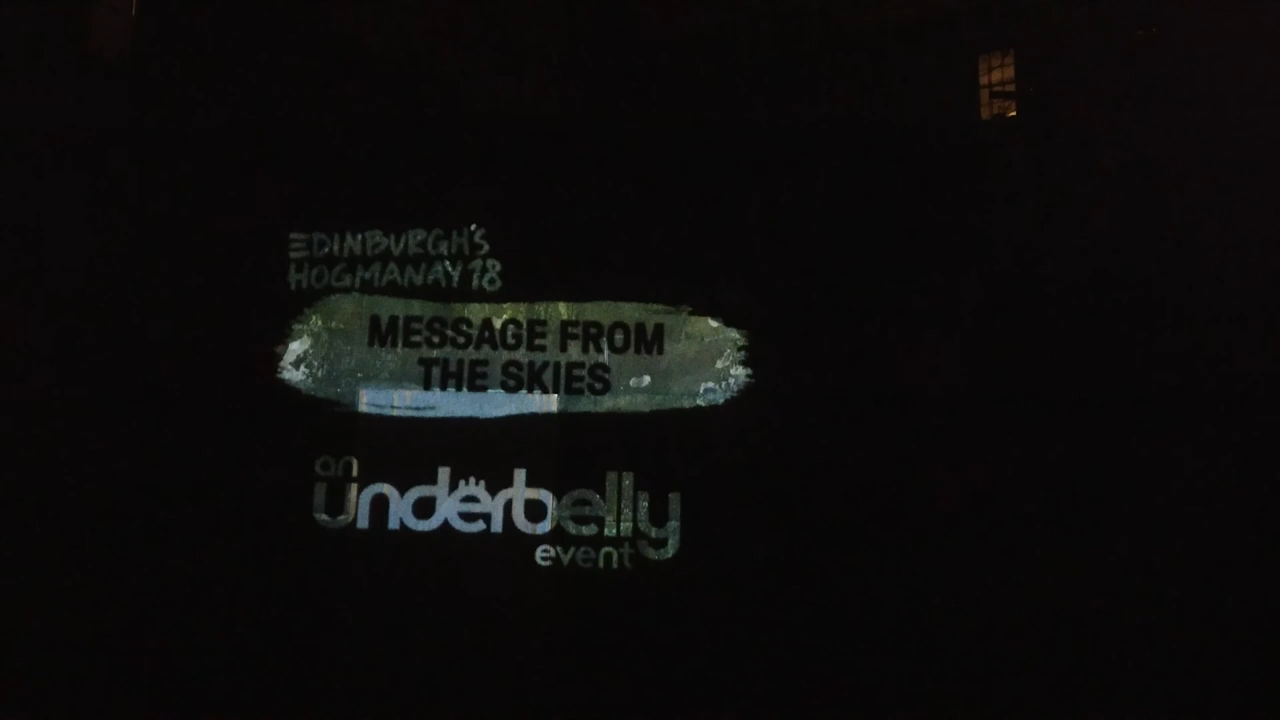 EDINBURGH'S
HOGMANAY 18
MESSAGE FROM
THE SKIES
an
underbelly
event